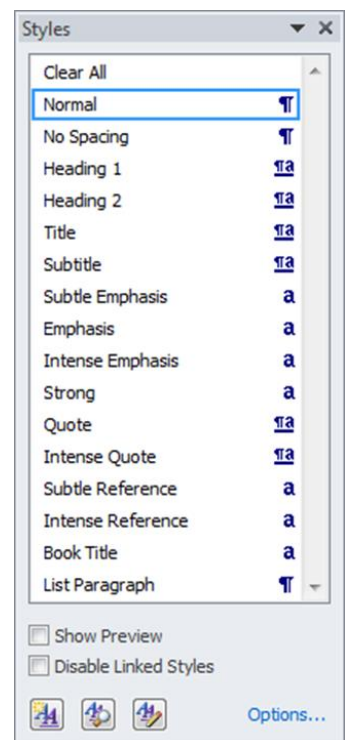 Styles
Clear All
Normal ¶
No Spacing ¶
Heading 1 ¶a
Heading 2 ¶a
Title ¶a
Subtitle ¶a
Subtle Emphasis a
Emphasis a
Intense Emphasis a
Strong a
Quote ¶a
Intense Quote ¶a
Subtle Reference a
Intense Reference a
Book Title a
List Paragraph ¶
Show Preview
Disable Linked Styles
Options...